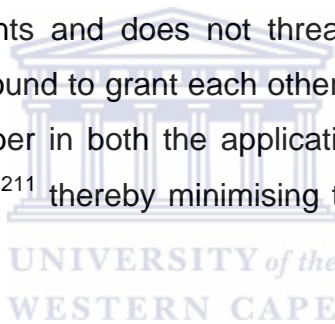 nts and does not threa
ound to grant each other
per in both the applicati
211 thereby minimising t
UNIVERSITY of the
WESTERN CAPE